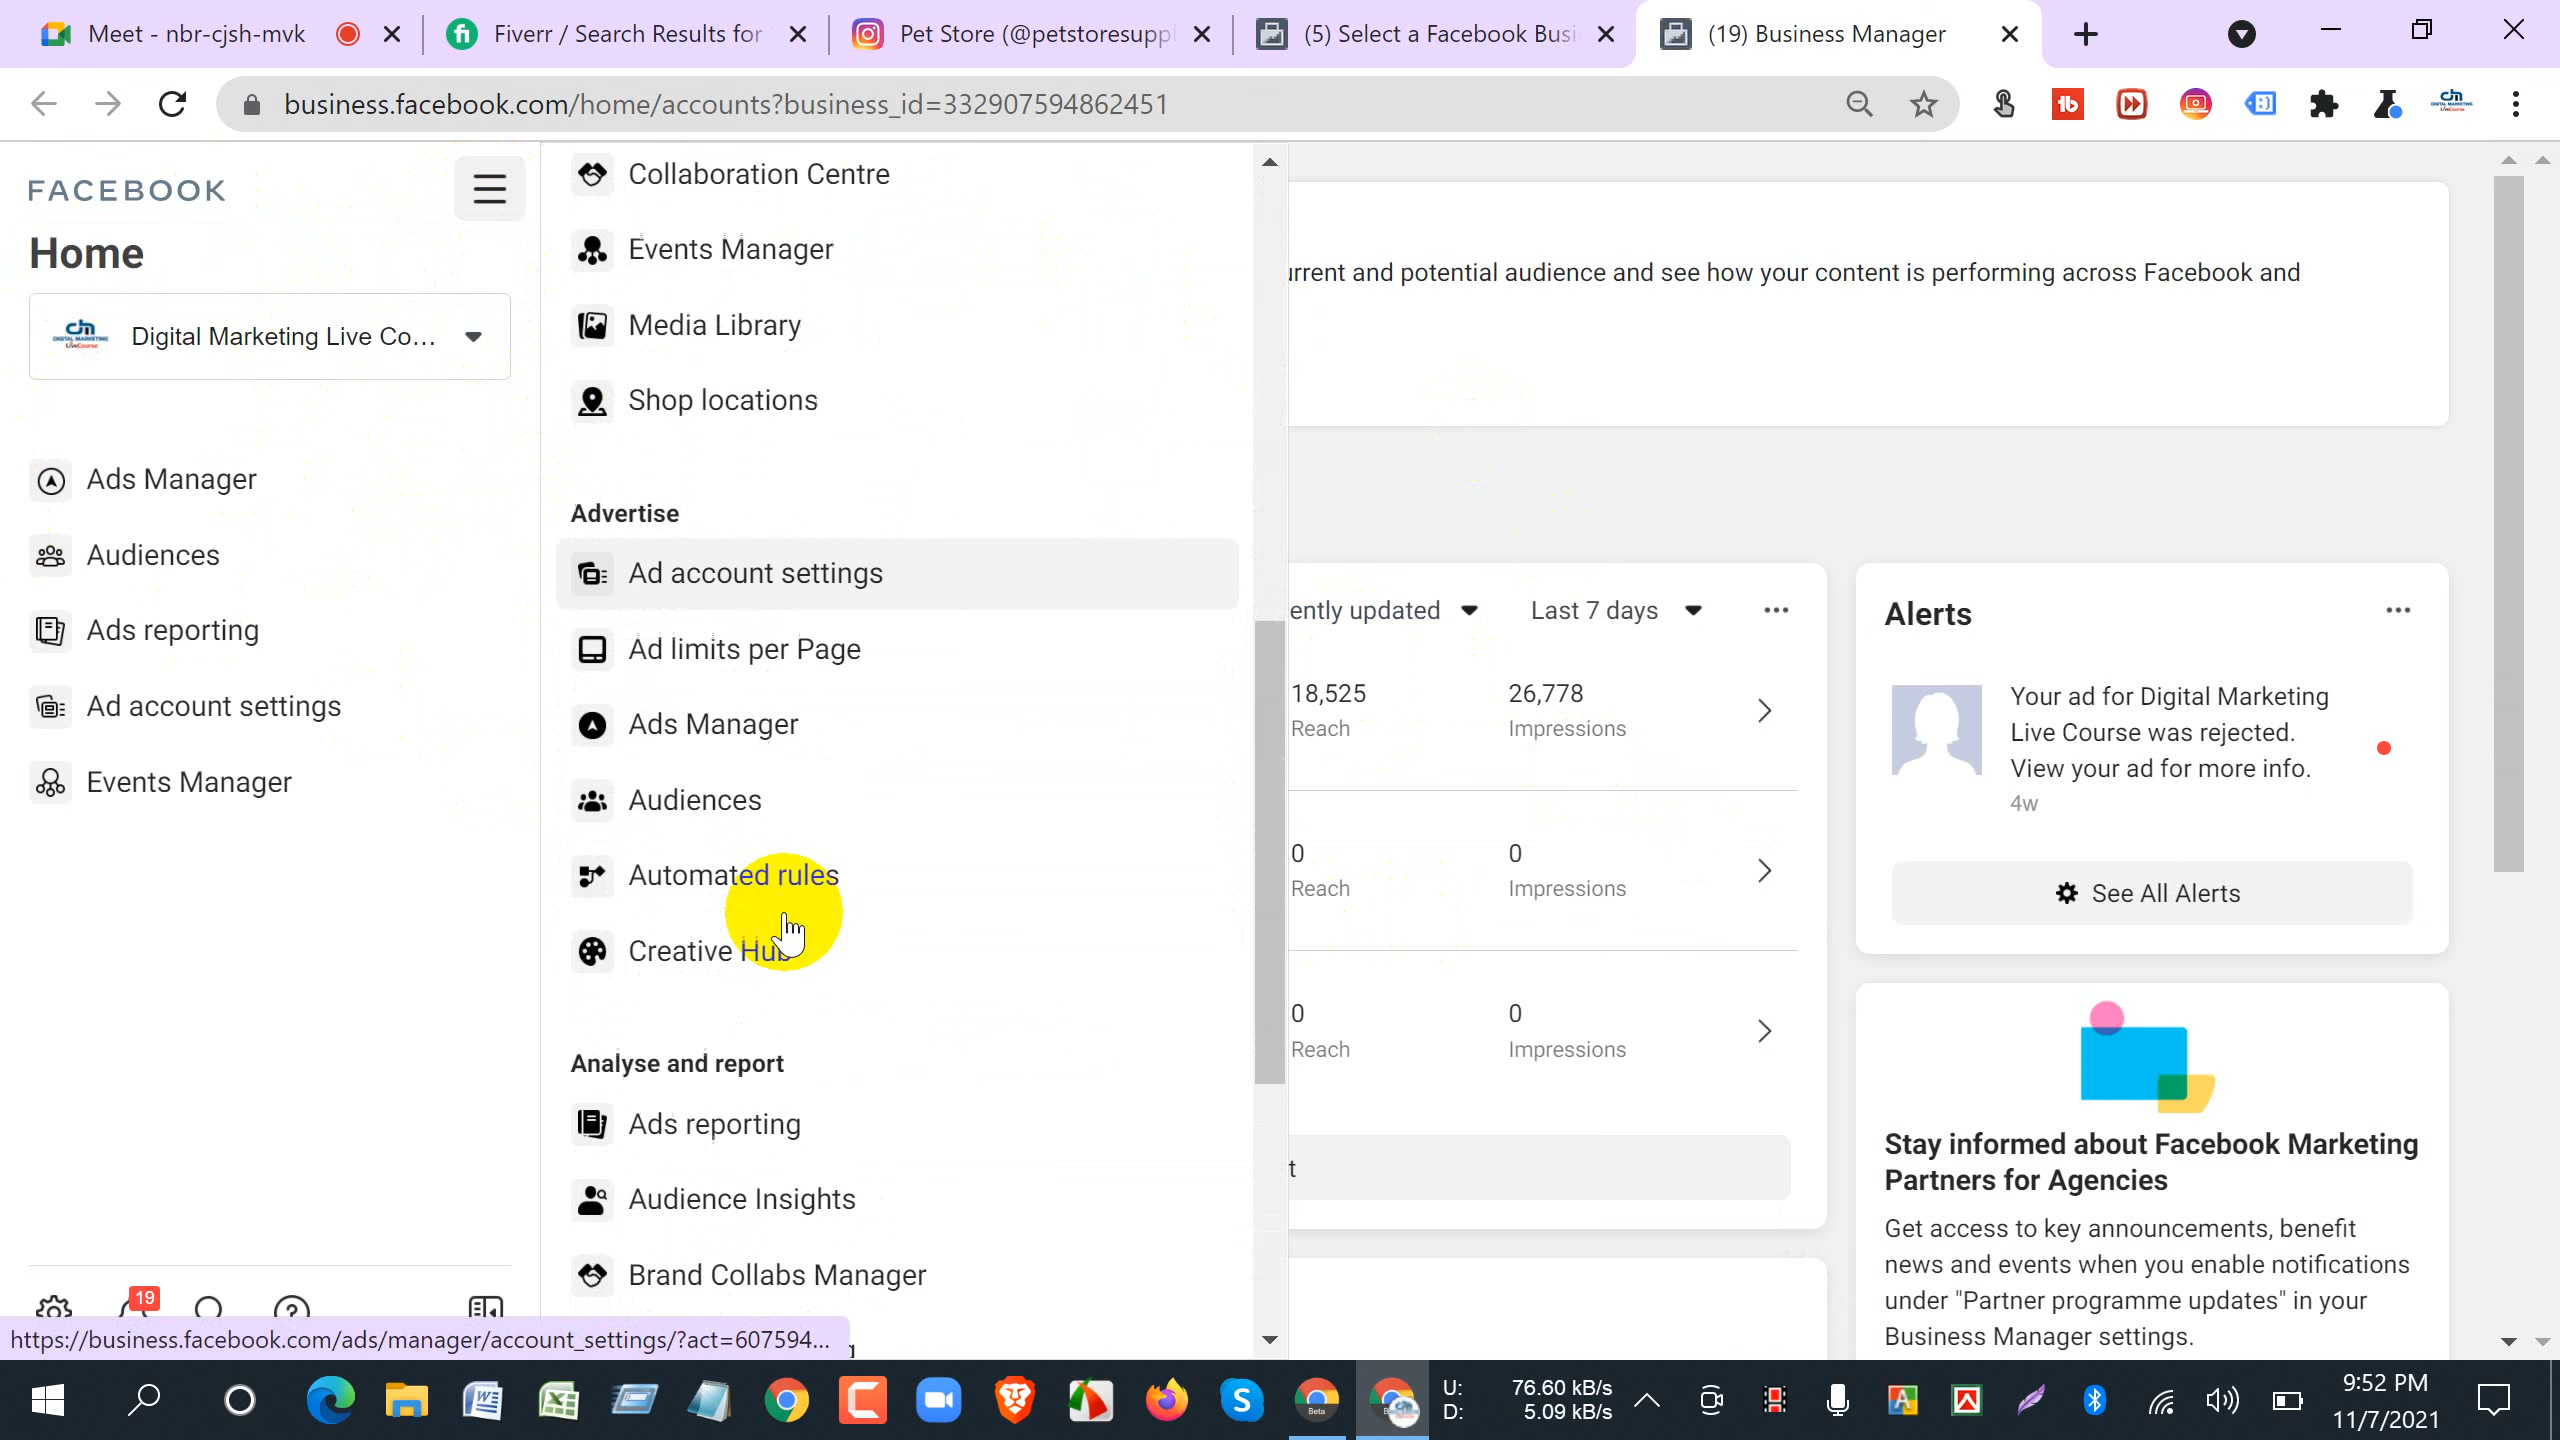 Meet - nbr-cjsh-mvk
Fiverr / Search Results for
Pet Store (@petstoresuppl
(5) Select a Facebook Busi
(19) Business Manager
business.facebook.com/home/accounts?business_id=332907594862451
FACEBOOK
Home
Digital Marketing Live Co...
Ads Manager
Audiences
Ads reporting
Ad account settings
Events Manager
19
Collaboration Centre
Events Manager
Media Library
Shop locations
Advertise
Ad account settings
Ad limits per Page
Ads Manager
Audiences
Automated rules
Creative Hub
Analyse and report
Ads reporting
Audience Insights
Brand Collabs Manager
urrent and potential audience and see how your content is performing across Facebook and
ently updated
Last 7 days
18,525
Reach
26,778
Impressions
0
Reach
0
Impressions
0
Reach
0
Impressions
t
Alerts
Your ad for Digital Marketing
Live Course was rejected.
View your ad for more info.
4w
See All Alerts
Stay informed about Facebook Marketing
Partners for Agencies
Get access to key announcements, benefit
news and events when you enable notifications
under "Partner programme updates" in your
Business Manager settings.
https://business.facebook.com/ads/manager/account_settings/?act=607594...
U: 76.60 kB/s
D: 5.09 kB/s
9:52 PM
11/7/2021